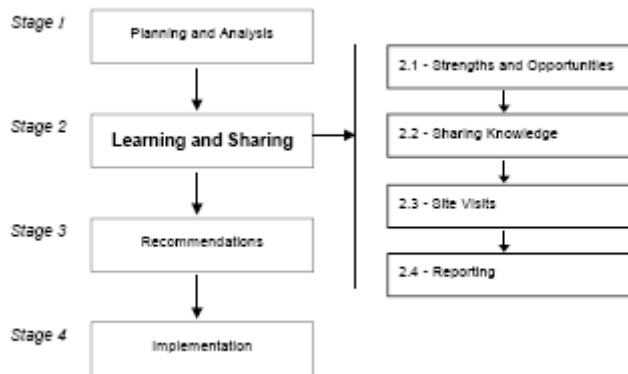 Stage 1
Planning and Analysis
Stage 2
Learning and Sharing
Stage 3
Recommendations
Stage 4
Implementation
2.1 - Strengths and Opportunities
2.2 - Sharing Knowledge
2.3 - Site Visits
2.4 - Reporting